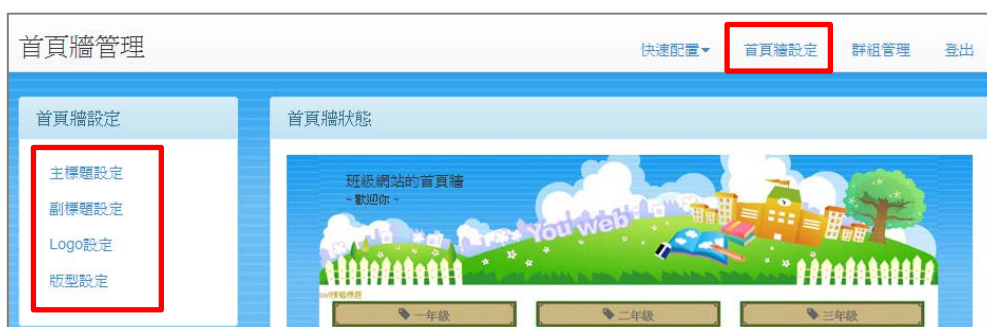 首頁牆管理
快速配置 首頁牆設定 群組管理 登出
首頁牆設定
主標題設定
副標題設定
Logo設定
版型設定
首頁牆狀態
班級網站的首頁牆
~ 歡迎你 ~
You Web
一年級 二年級 三年級